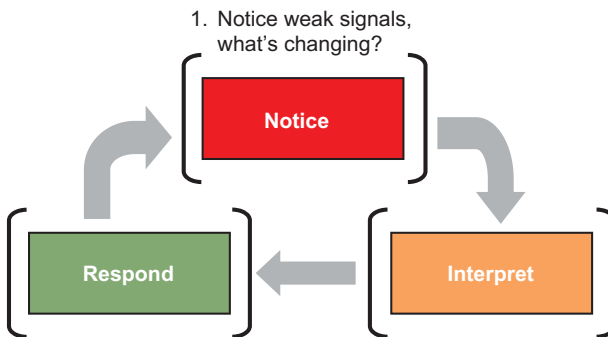 1. Notice weak signals,
what’s changing?
Notice
Respond
Interpret